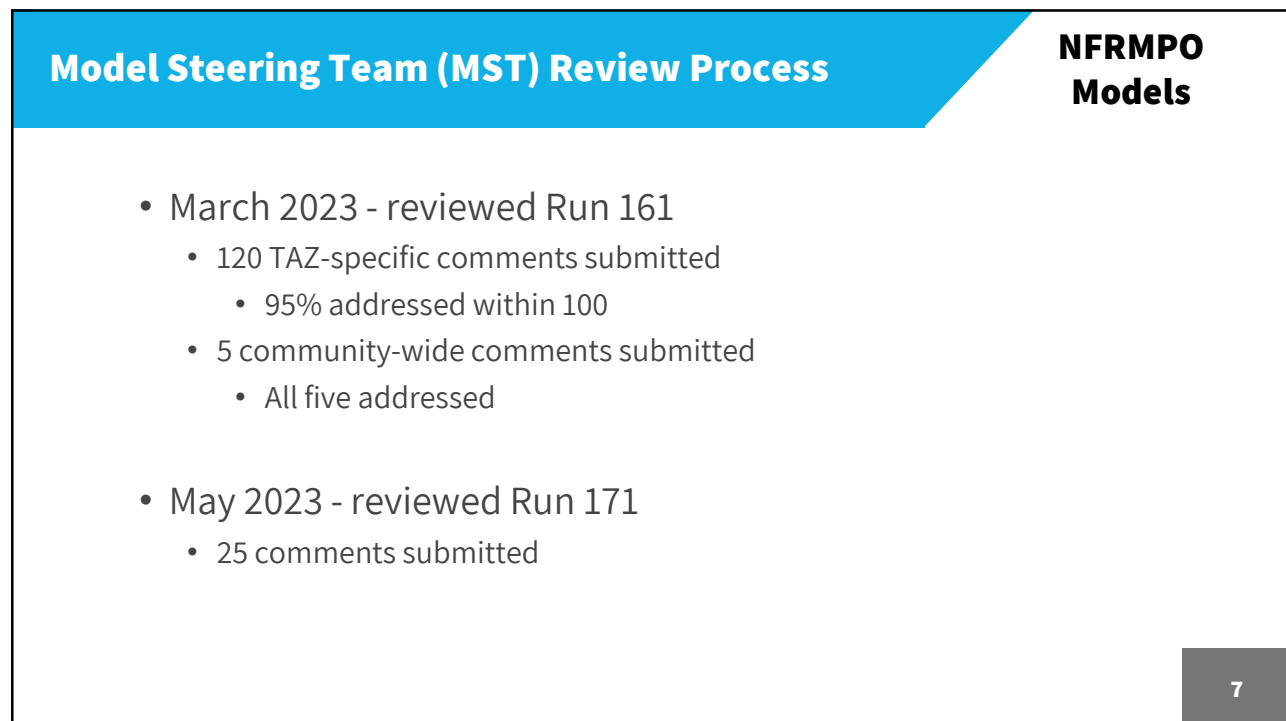 Model Steering Team (MST) Review Process
NFRMPO
Models
• March 2023 - reviewed Run 161
• 120 TAZ-specific comments submitted
• 95% addressed within 100
• 5 community-wide comments submitted
• All five addressed
• May 2023 - reviewed Run 171
• 25 comments submitted
7